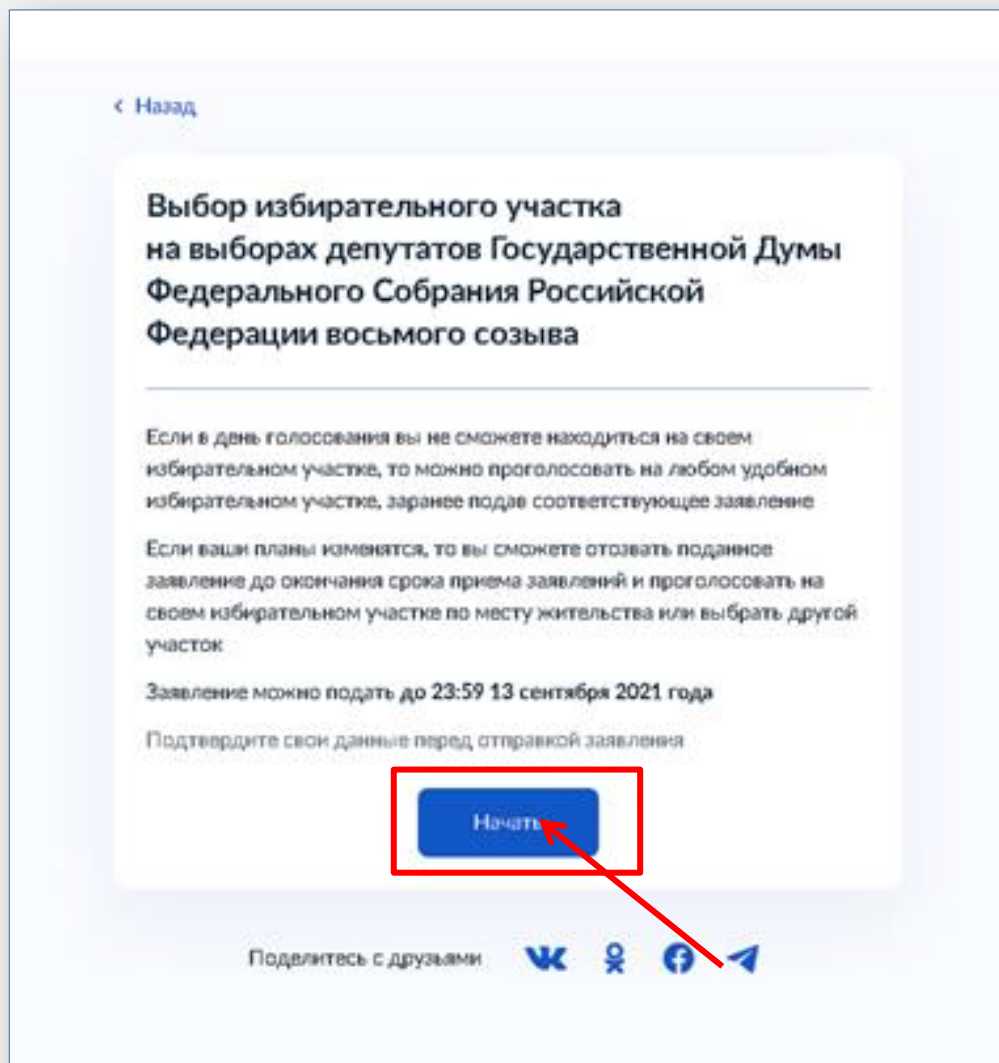 Назад
Выбор избирательного участка
на выборах депутатов Государственной Думы
Федерального Собрания Российской
Федерации восьмого созыва
Если в день голосования вы не сможете находиться на своем
избирательном участке, то можно проголосовать на любом удобном
избирательном участке, заранее подав соответствующее заявление
Если ваши планы изменятся, то вы сможете отозвать поданное
заявление до окончания срока приема заявлений и проголосовать на
своем избирательном участке по месту жительства или выбрать другой
участок
Заявление можно подать до 23:59 13 сентября 2021 года
Подтвердите свои данные перед отправкой заявления
Начать
Поделитесь с друзьями